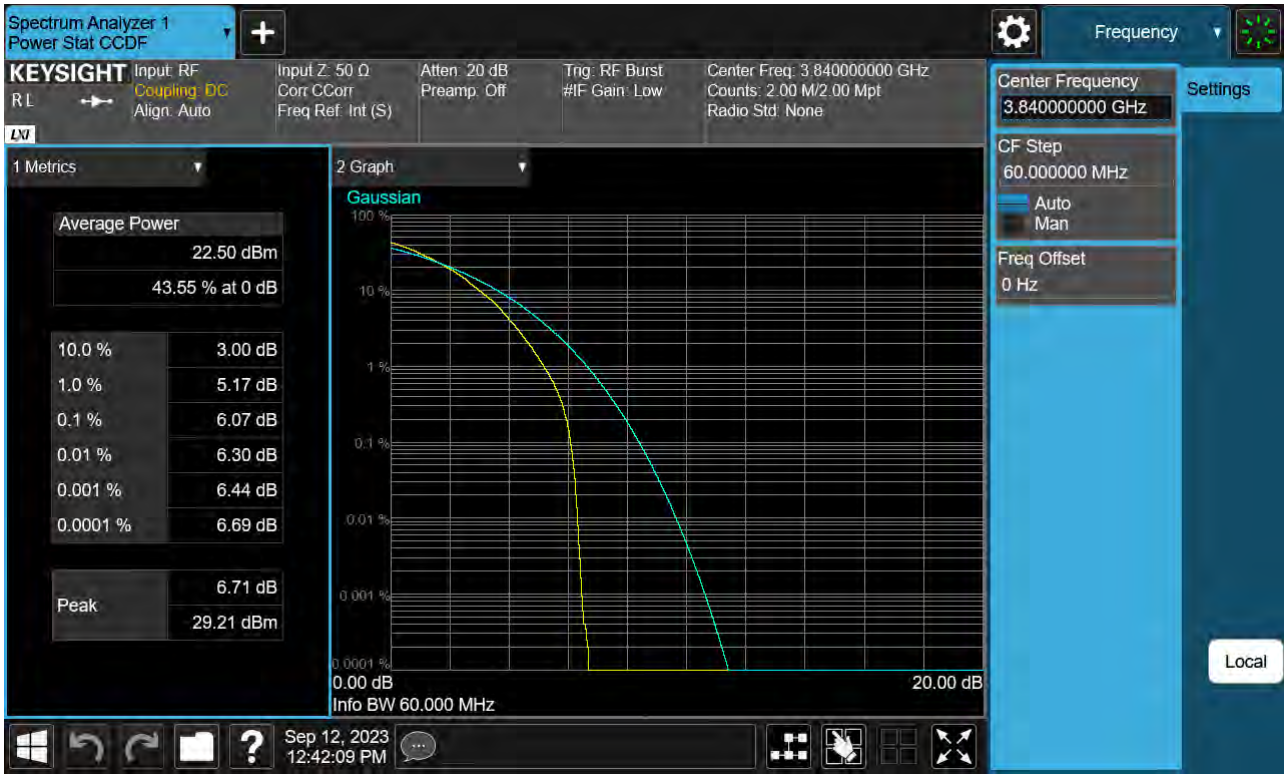 Spectrum Analyzer 1
Power Stat CCDF
Frequency
KEYSIGHT
RL
LXI
Input: RF
Coupling: DC
Align: Auto
Input Z: 50 Ω
Corr CCorr
Freq Ref: Int (S)
Atten: 20 dB
Preamp: Off
Trig: RF Burst
#IF Gain: Low
Center Freq: 3.840000000 GHz
Counts: 2.00 M/2.00 Mpt
Radio Std: None
Center Frequency
3.840000000 GHz
Settings
CF Step
60.000000 MHz
Auto
Man
Freq Offset
0 Hz
1 Metrics
Average Power
22.50 dBm
43.55 % at 0 dB
10.0 % 3.00 dB
1.0 % 5.17 dB
0.1 % 6.07 dB
0.01 % 6.30 dB
0.001 % 6.44 dB
0.0001 % 6.69 dB
Peak
6.71 dB
29.21 dBm
2 Graph
Gaussian
100 %
10 %
1 %
0.1 %
0.01 %
0.001 %
0.0001 %
0.00 dB 20.00 dB
Info BW 60.000 MHz
Local
? Sep 12, 2023
12:42:09 PM